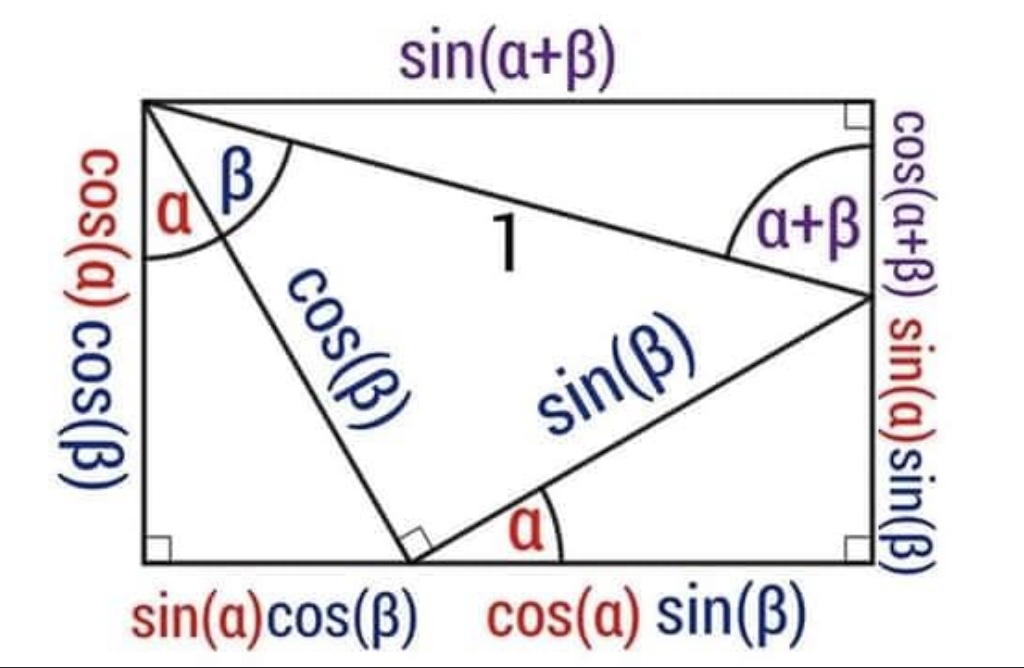 sin(α+β)
cos(α) cos(β)
α
β
1
α+β
cos(α+β)
cos(β)
sin(β)
sin(α)sin(β)
α
sin(α)cos(β)
cos(α) sin(β)